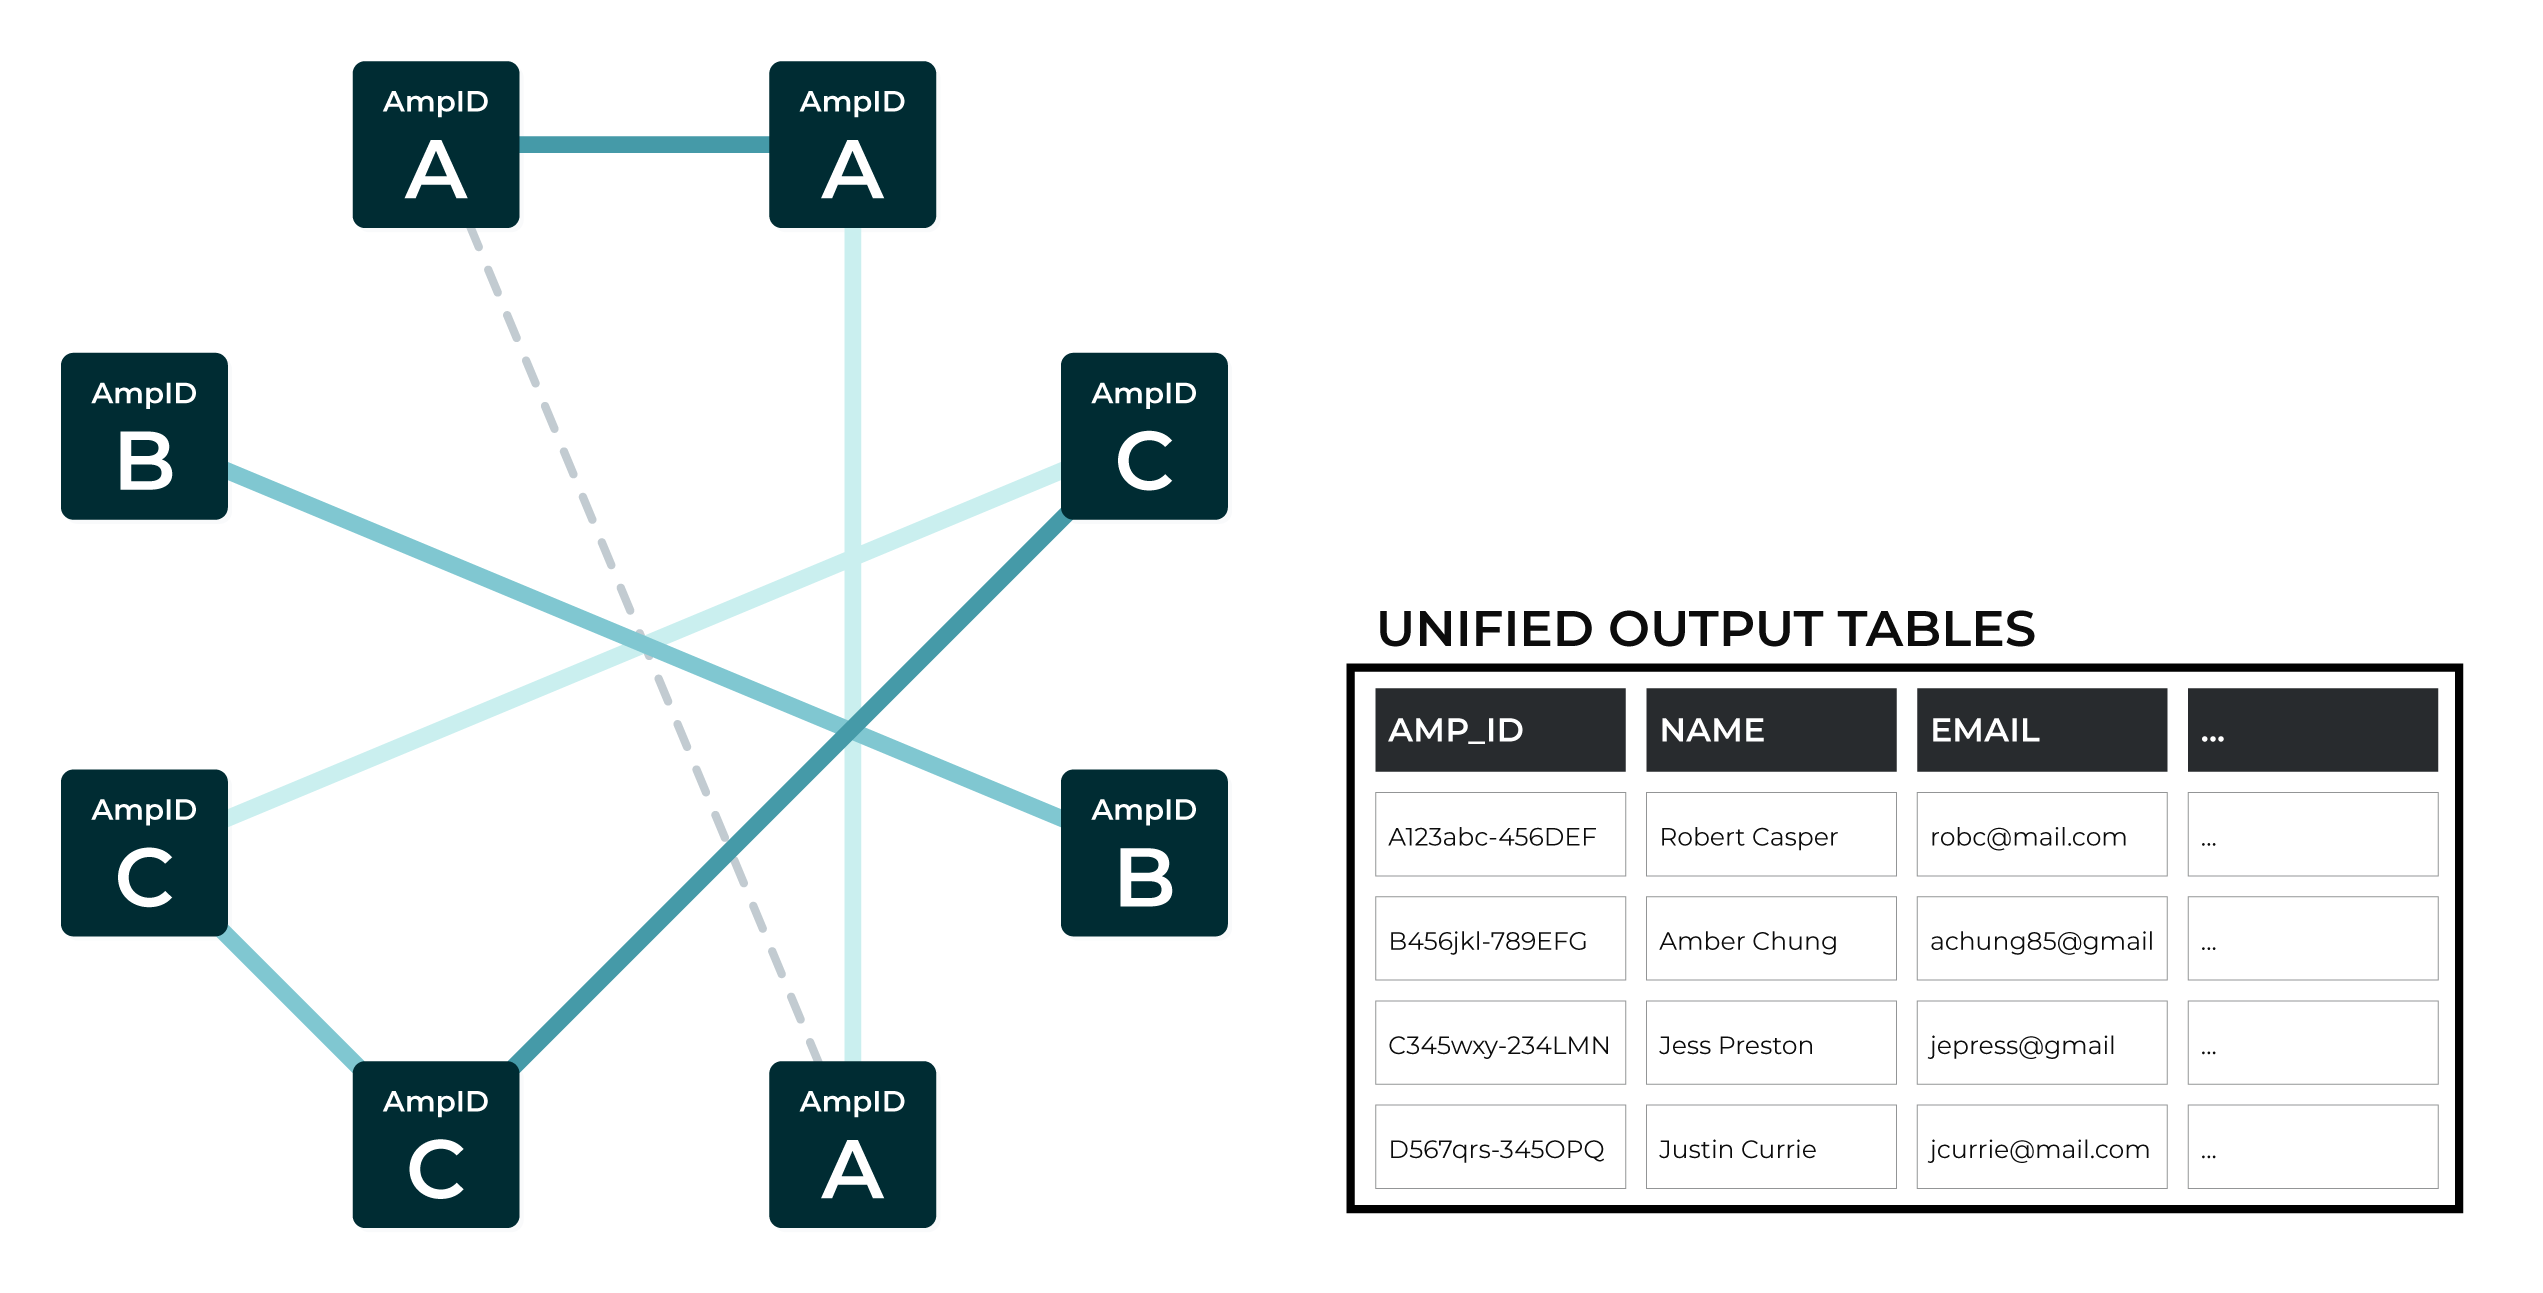 AmpID
A
AmpID
A
AmpID
B
AmpID
C
AmpID
C
AmpID
B
AmpID
C
AmpID
A
UNIFIED OUTPUT TABLES
AMP_ID NAME EMAIL ...
A123abc-456DEF Robert Casper robc@mail.com ...
B456jkl-789EFG Amber Chung achung85@gmail ...
C345wxy-234LMN Jess Preston jepress@gmail ...
D567qrs-345OPQ Justin Currie jcurrie@mail.com ...